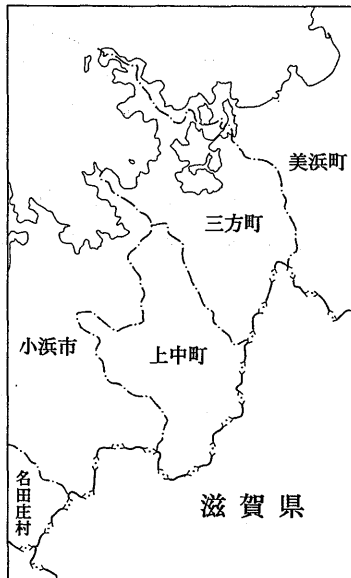 美浜町
三方町
小浜市
上中町
名田庄村
滋賀県